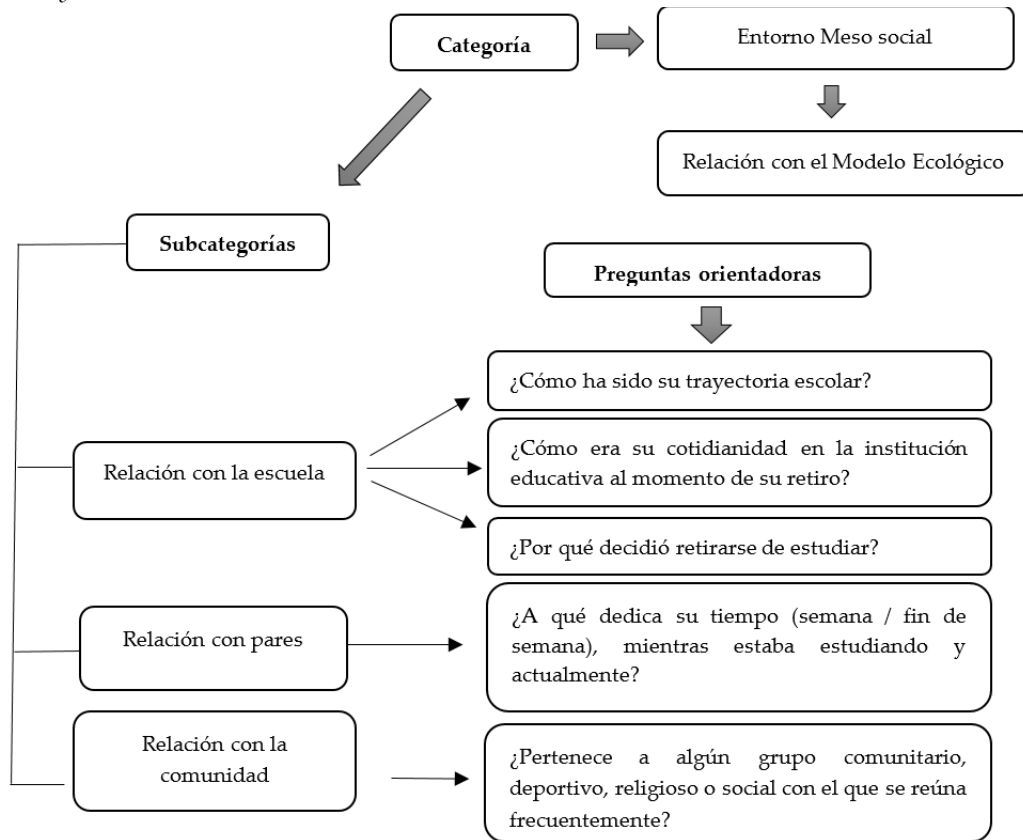 Categoría
Entorno Meso social
Relación con el Modelo Ecológico
Subcategorías
Preguntas orientadoras
¿Cómo ha sido su trayectoria escolar?
Relación con la escuela
¿Cómo era su cotidianidad en la institución
educativa al momento de su retiro?
¿Por qué decidió retirarse de estudiar?
Relación con pares
¿A qué dedica su tiempo (semana / fin de
semana), mientras estaba estudiando y
actualmente?
Relación con la
comunidad
¿Pertenece a algún grupo comunitario,
deportivo, religioso o social con el que se reúna
frecuentemente?